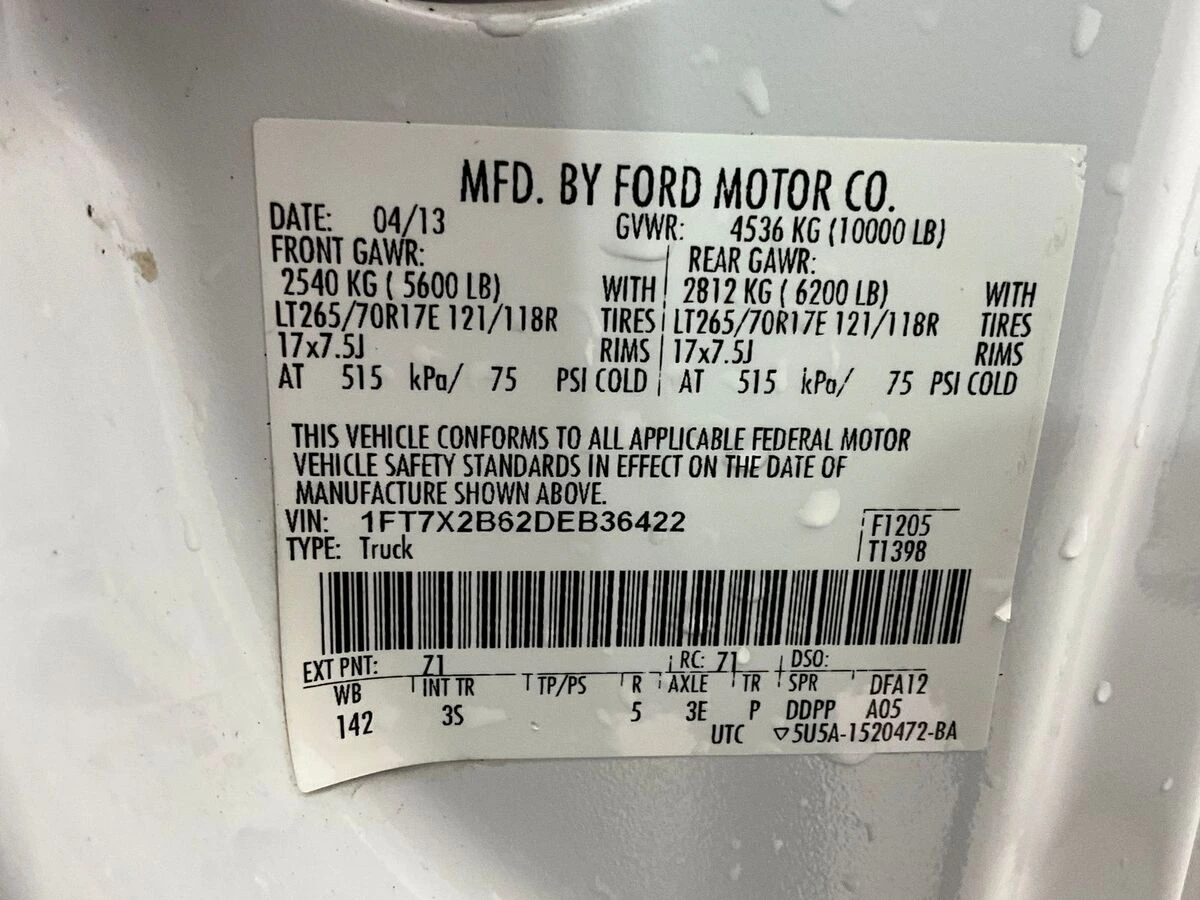 MFD. BY FORD MOTOR CO.
DATE: 04/13 GVWR: 4536 KG (10000 LB)
FRONT GAWR: REAR GAWR:
2540 KG ( 5600 LB) WITH 2812 KG ( 6200 LB) WITH
LT265/70R17E 121/118R TIRES LT265/70R17E 121/118R TIRES
17x7.5J RIMS 17x7.5J RIMS
AT 515 kPa/ 75 PSI COLD AT 515 kPa/ 75 PSI COLD
THIS VEHICLE CONFORMS TO ALL APPLICABLE FEDERAL MOTOR
VEHICLE SAFETY STANDARDS IN EFFECT ON THE DATE OF
MANUFACTURE SHOWN ABOVE.
VIN: 1FT7X2B62DEB36422 F1205
TYPE: Truck T1398
EXT PNT: Z1 RC: 71 DSO:
WB INT TR TP/PS R AXLE TR SPR DFA12
142 3S 5 3E P DDPP A05
UTC ▽5U5A-1520472-BA